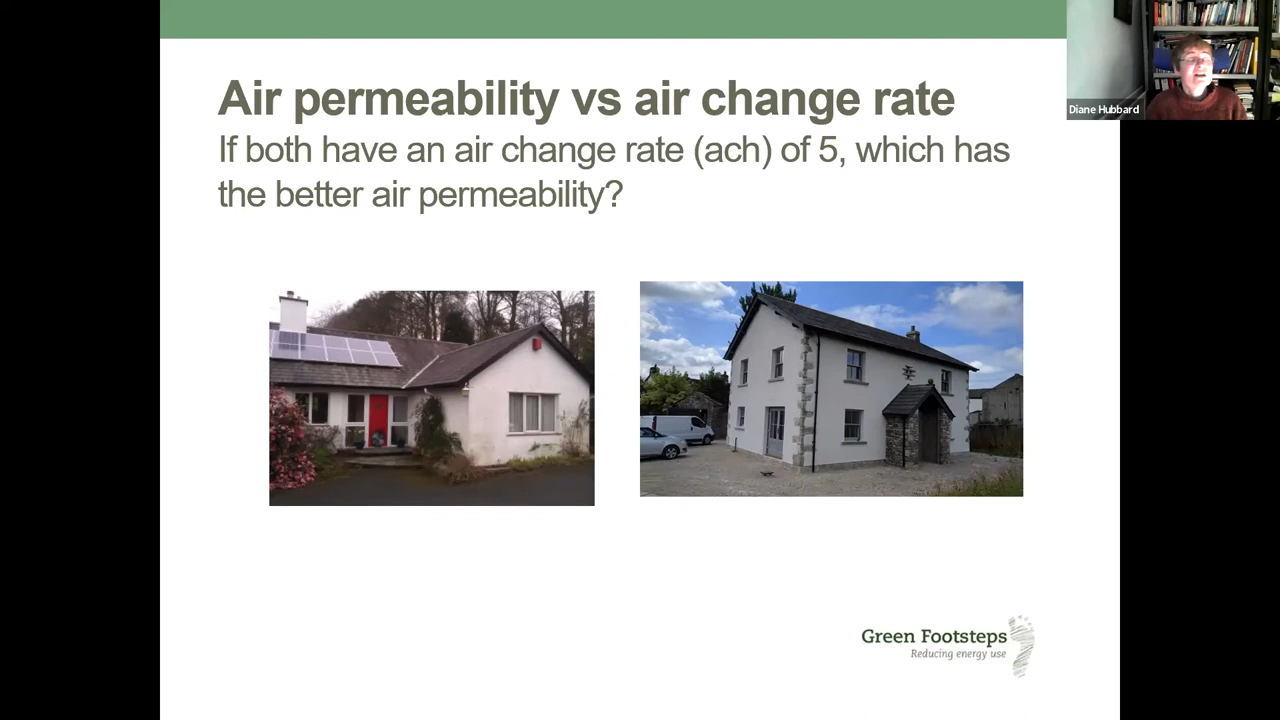 Air permeability vs air change rate
If both have an air change rate (ach) of 5, which has
the better air permeability?
Diane Hubbard
Green Footsteps
Reducing energy use